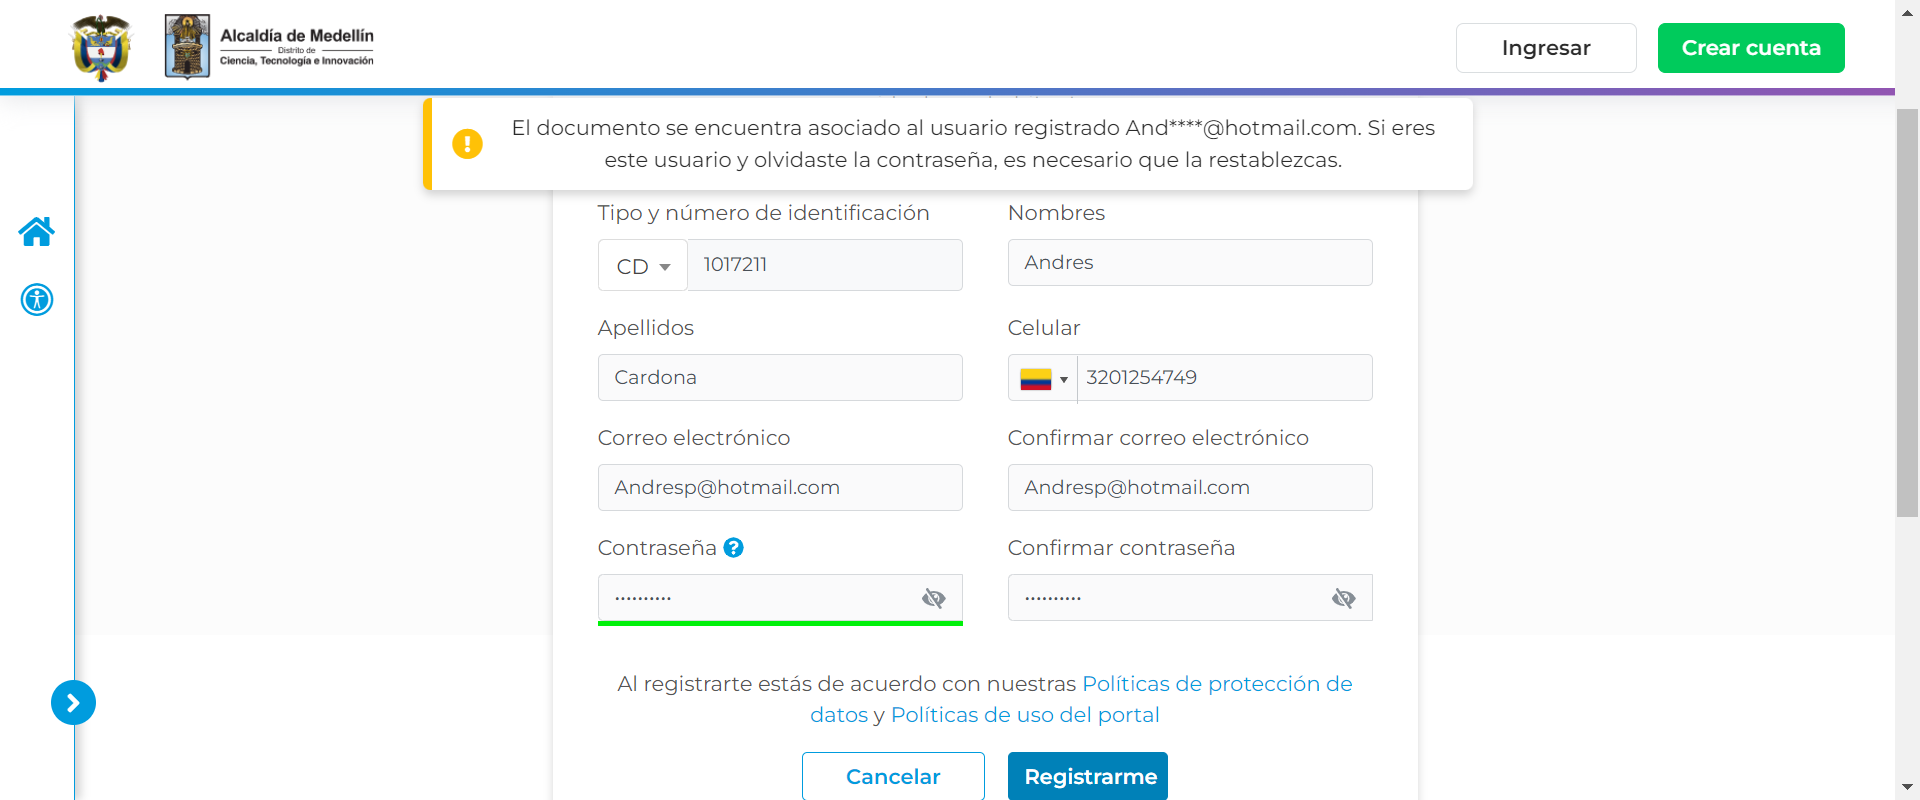 Alcaldía de Medellín
Distrito de
Ciencia, Tecnología e Innovación
Ingresar
Crear cuenta
El documento se encuentra asociado al usuario registrado And****@hotmail.com. Si eres
este usuario y olvidaste la contraseña, es necesario que la restablezcas.
Tipo y número de identificación
Nombres
CD
1017211
Andres
Apellidos
Celular
Cardona
3201254749
Correo electrónico
Confirmar correo electrónico
Andresp@hotmail.com
Andresp@hotmail.com
Contraseña ?
Confirmar contraseña
··········
··········
Al registrarte estás de acuerdo con nuestras Políticas de protección de
datos y Políticas de uso del portal
Cancelar
Registrarme